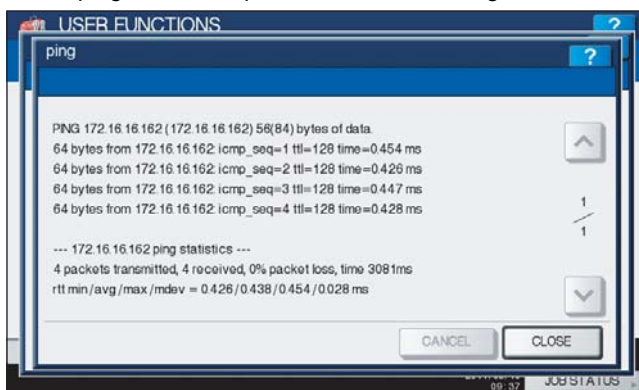 USER FUNCTIONS
?
ping
?
PING 172.16.16.162 (172.16.16.162) 56(84) bytes of data.
64 bytes from 172.16.16.162: icmp_seq=1 ttl=128 time=0.454 ms
64 bytes from 172.16.16.162: icmp_seq=2 ttl=128 time=0.426 ms
64 bytes from 172.16.16.162: icmp_seq=3 ttl=128 time=0.447 ms
64 bytes from 172.16.16.162: icmp_seq=4 ttl=128 time=0.428 ms
1
1
--- 172.16.16.162 ping statistics ---
4 packets transmitted, 4 received, 0% packet loss, time 3081ms
rtt min/avg/max/mdev = 0.426/0.438/0.454/0.028 ms
CANCEL
CLOSE
09:37
JOB STATUS